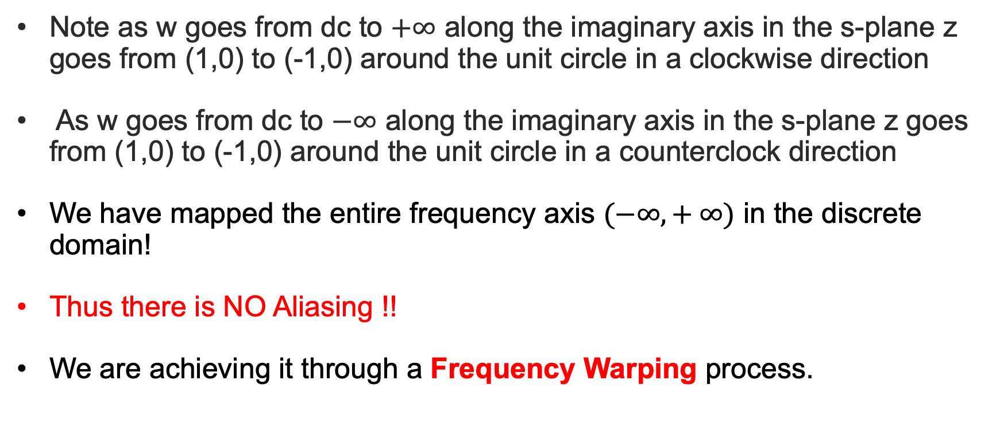 • Note as w goes from dc to +∞ along the imaginary axis in the s-plane z
goes from (1,0) to (-1,0) around the unit circle in a clockwise direction
• As w goes from dc to −∞ along the imaginary axis in the s-plane z goes
from (1,0) to (-1,0) around the unit circle in a counterclock direction
• We have mapped the entire frequency axis (−∞, + ∞) in the discrete
domain!
• Thus there is NO Aliasing !!
• We are achieving it through a Frequency Warping process.